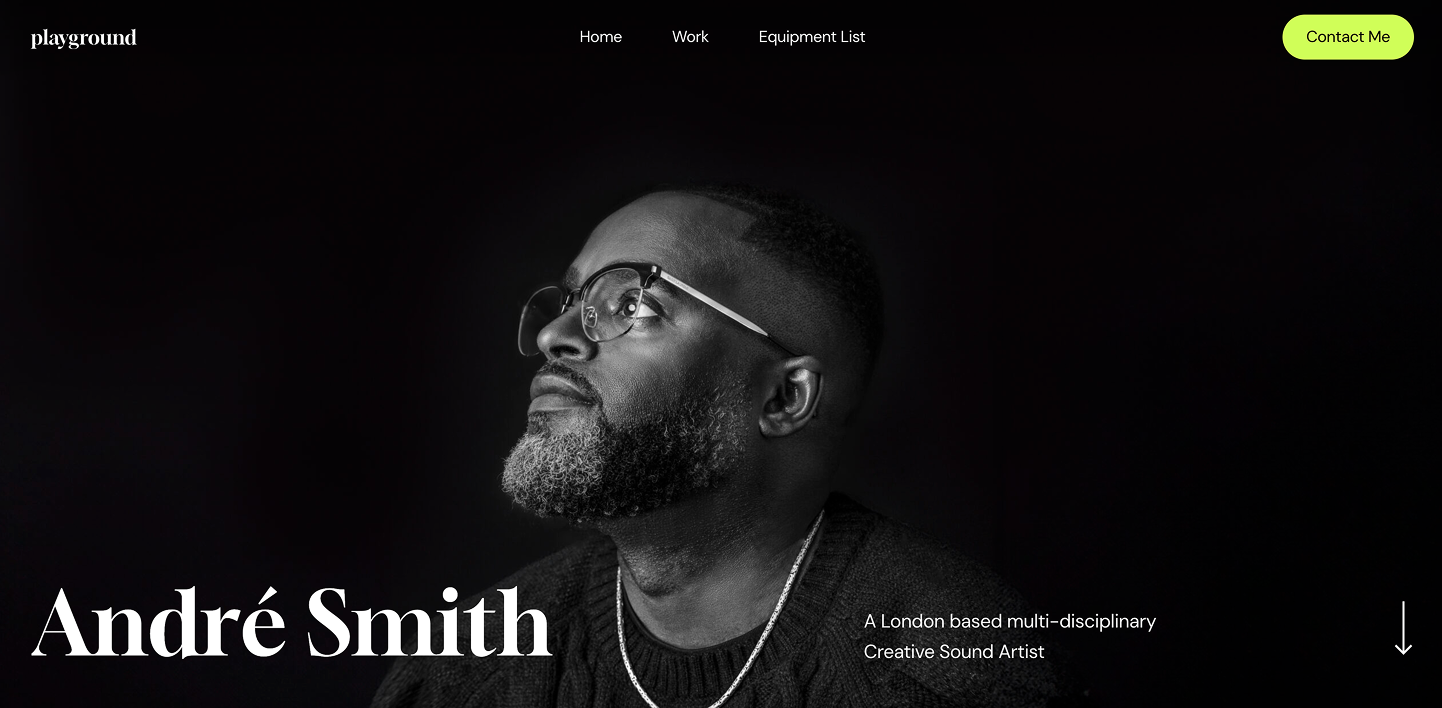 playground
Home
Work
Equipment List
Contact Me
André Smith
A London based multi-disciplinary
Creative Sound Artist